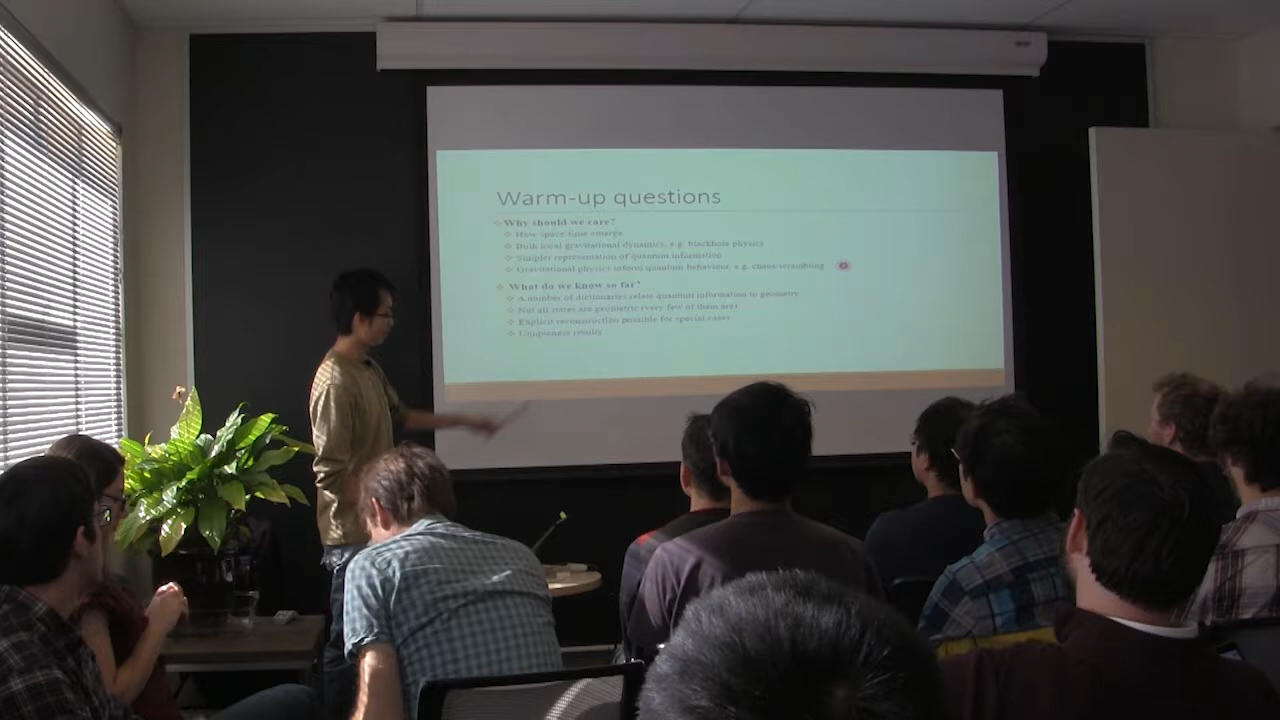 Warm-up questions
Why should we care?
How space-time emerge
Bulk local gravitational dynamics, e.g. blackhole physics
Simpler representation of quantum information
Gravitational physics inform quantum behaviour, e.g. chaos scrambling
What do we know so far?
A number of dictionaries relate quantum information to geometry
Not all states are geometric (very few of them are)
Explicit reconstruction possible for special cases
Uniqueness results